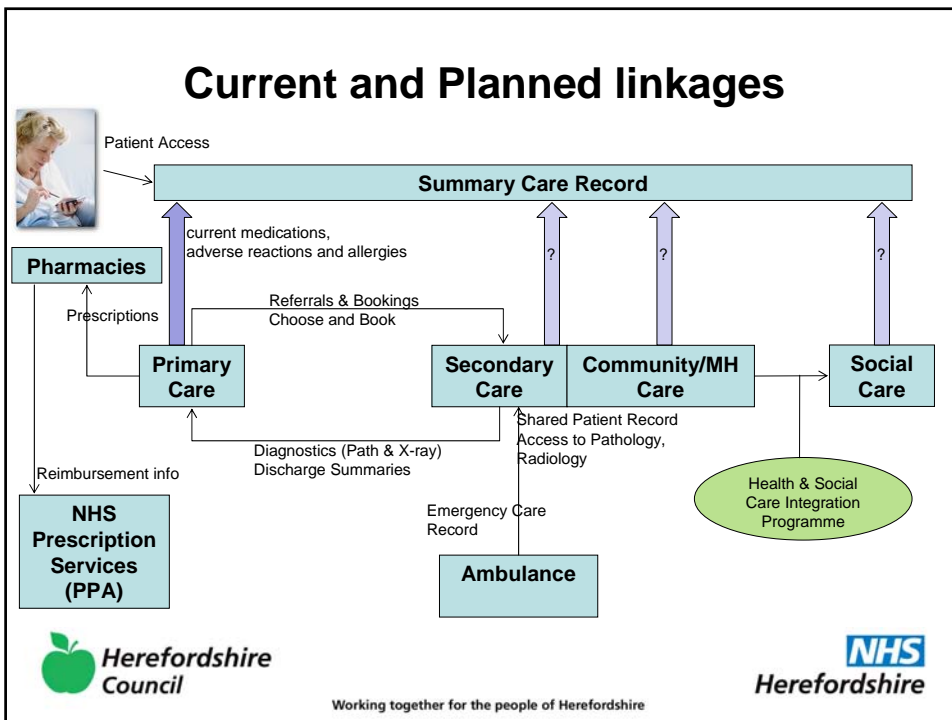 Current and Planned linkages
Patient Access
Summary Care Record
current medications,
adverse reactions and allergies
?
?
?
Pharmacies
Prescriptions
Referrals & Bookings
Choose and Book
Primary
Care
Secondary
Care
Community/MH
Care
Social
Care
Shared Patient Record
Access to Pathology,
Radiology
Diagnostics (Path & X-ray)
Discharge Summaries
Reimbursement info
Health & Social
Care Integration
Programme
NHS
Prescription
Services
(PPA)
Emergency Care
Record
Ambulance
Herefordshire
Council
Working together for the people of Herefordshire
NHS
Herefordshire